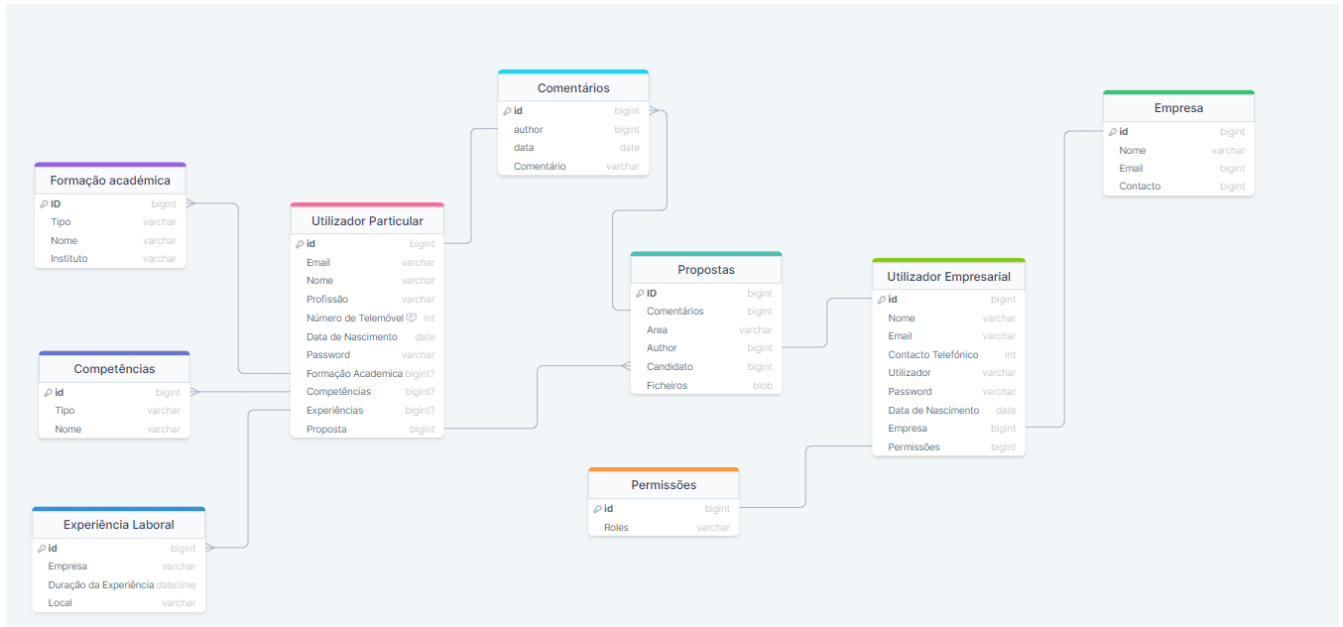 Comentários
id bigint
author bigint
data date
Comentário varchar
Empresa
id bigint
Nome varchar
Email bigint
Contacto bigint
Formação académica
ID bigint
Tipo varchar
Nome varchar
Instituto varchar
Utilizador Particular
id bigint
Email varchar
Nome varchar
Profissão varchar
Número de Telemóvel int
Data de Nascimento date
Password varchar
Formação Academica bigint?
Competências bigint?
Experiências bigint?
Proposta bigint
Propostas
ID bigint
Comentários bigint
Area varchar
Author bigint
Candidato bigint
Ficheiros blob
Utilizador Empresarial
id bigint
Nome varchar
Email varchar
Contacto Telefónico int
Utilizador varchar
Password varchar
Data de Nascimento date
Empresa bigint
Permissões bigint
Competências
id bigint
Tipo varchar
Nome varchar
Permissões
id bigint
Roles varchar
Experiência Laboral
id bigint
Empresa varchar
Duração da Experiência datetime
Local varchar